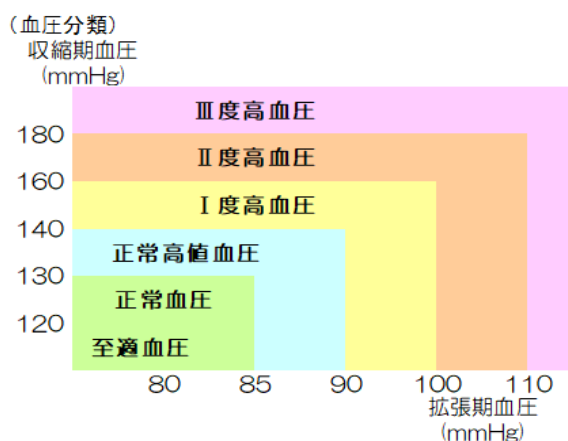 （血圧分類）
収縮期血圧
(mmHg)
Ⅲ度高血圧
180
Ⅱ度高血圧
160
Ⅰ度高血圧
140
正常高値血圧
130
正常血圧
120
至適血圧
80 85 90 100 110
拡張期血圧
(mmHg)